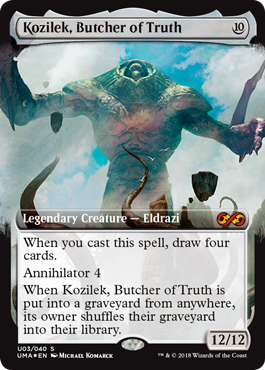 Kozilek, Butcher of Truth 10
Legendary Creature — Eldrazi
When you cast this spell, draw four
cards.
Annihilator 4
When Kozilek, Butcher of Truth is
put into a graveyard from anywhere,
its owner shuffles their graveyard
into their library.
12/12
U03/040 S
UMA★EN Michael Komarck
™ & © 2018 Wizards of the Coast